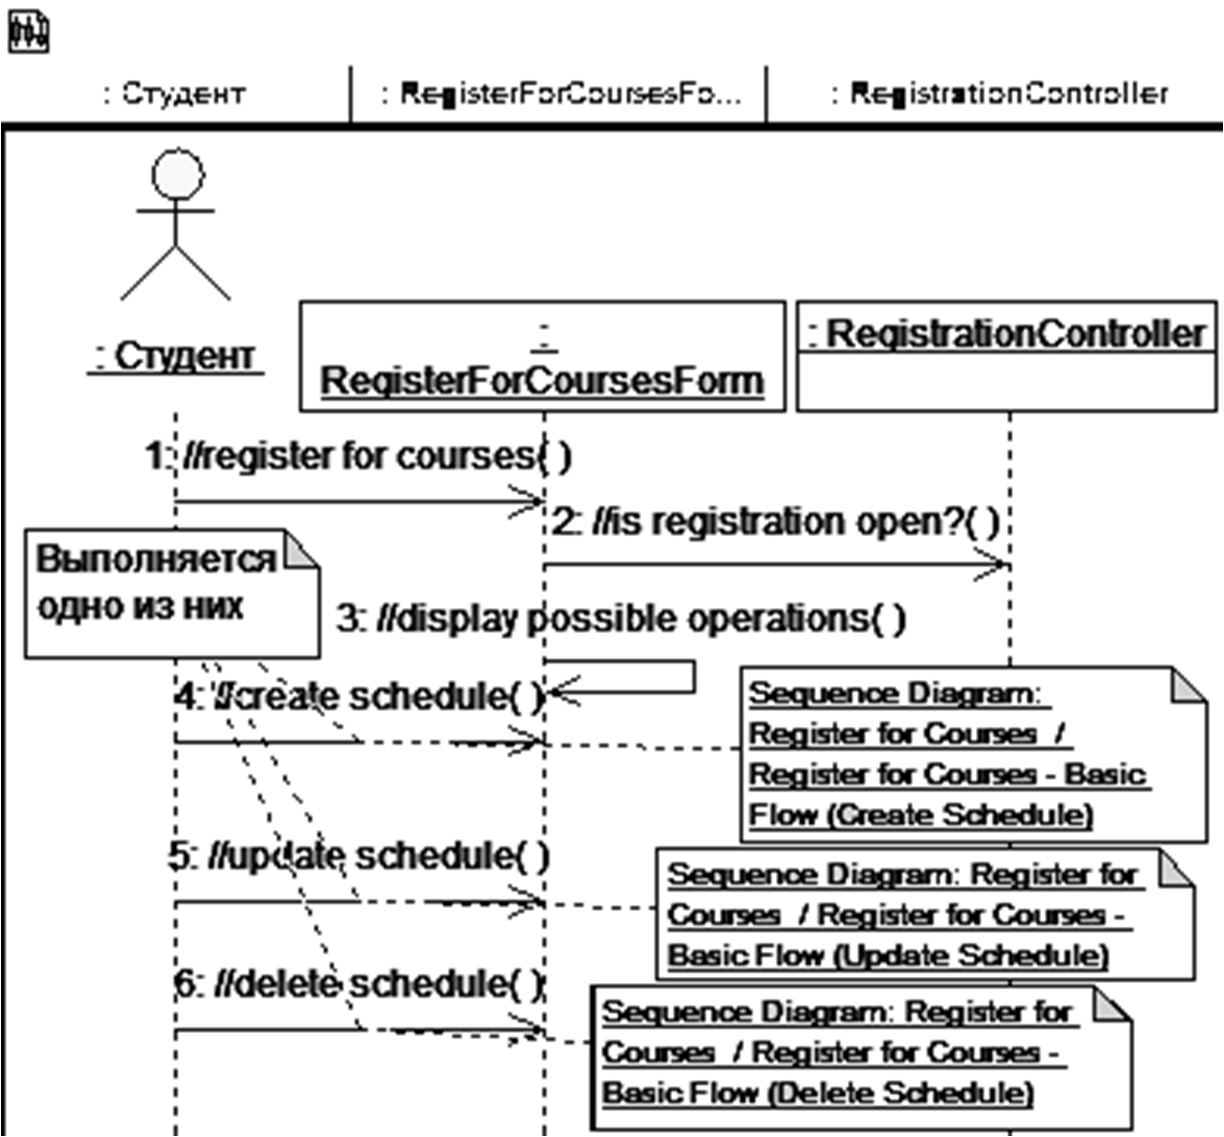 : Студент
: RegisterForCoursesFo...
: RegistrationController
: Студент
:
RegisterForCoursesForm
: RegistrationController
1: //register for courses( )
2: //is registration open?( )
Выполняется
одно из них
3: //display possible operations( )
4: //create schedule( )
Sequence Diagram:
Register for Courses /
Register for Courses - Basic
Flow (Create Schedule)
5: //update schedule( )
Sequence Diagram: Register for
Courses / Register for Courses -
Basic Flow (Update Schedule)
6: //delete schedule( )
Sequence Diagram: Register for
Courses / Register for Courses -
Basic Flow (Delete Schedule)